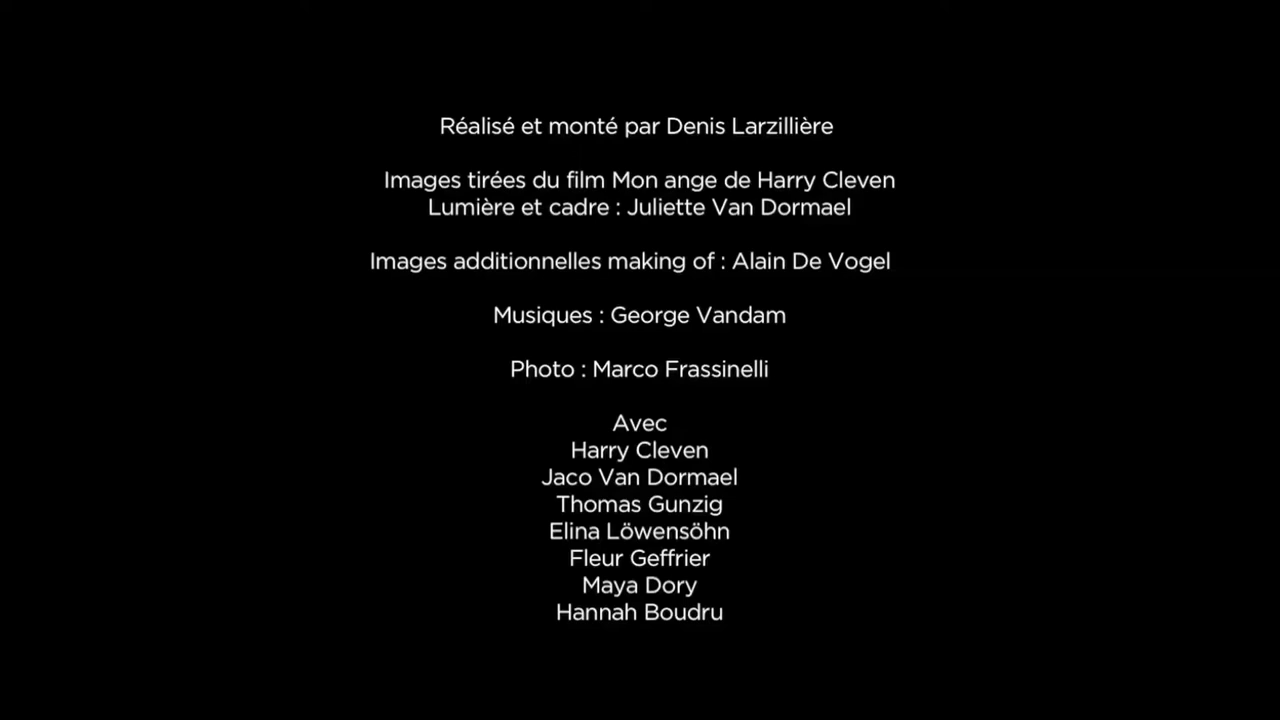 Réalisé et monté par Denis Larzillière
Images tirées du film Mon ange de Harry Cleven
Lumière et cadre : Juliette Van Dormael
Images additionnelles making of : Alain De Vogel
Musiques : George Vandam
Photo : Marco Frassinelli
Avec
Harry Cleven
Jaco Van Dormael
Thomas Gunzig
Elina Löwensöhn
Fleur Geffrier
Maya Dory
Hannah Boudru